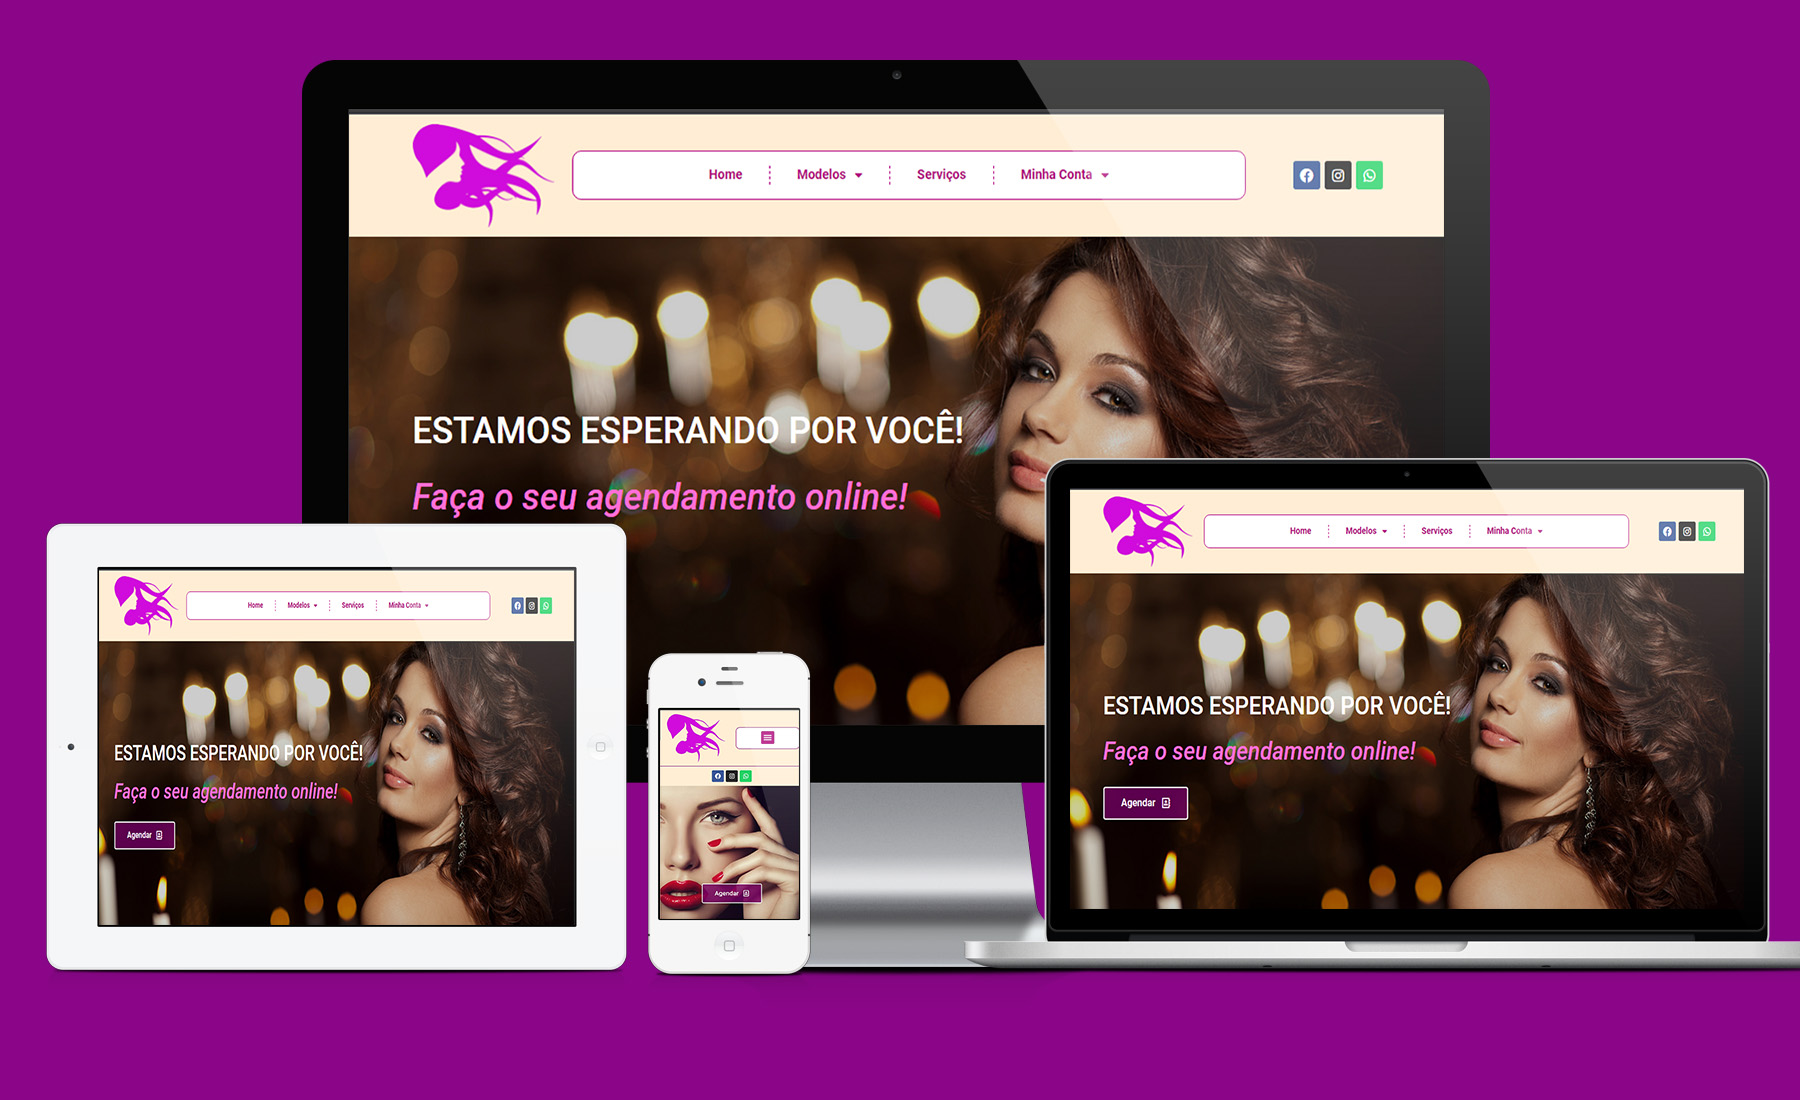 Home
Modelos
Serviços
Minha Conta
ESTAMOS ESPERANDO POR VOCÊ!
Faça o seu agendamento online!
Home
Modelos
Serviços
Minha Conta
ESTAMOS ESPERANDO POR VOCÊ!
Faça o seu agendamento online!
Agendar
Agendar
Home
Modelos
Serviços
Minha Conta
ESTAMOS ESPERANDO POR VOCÊ!
Faça o seu agendamento online!
Agendar